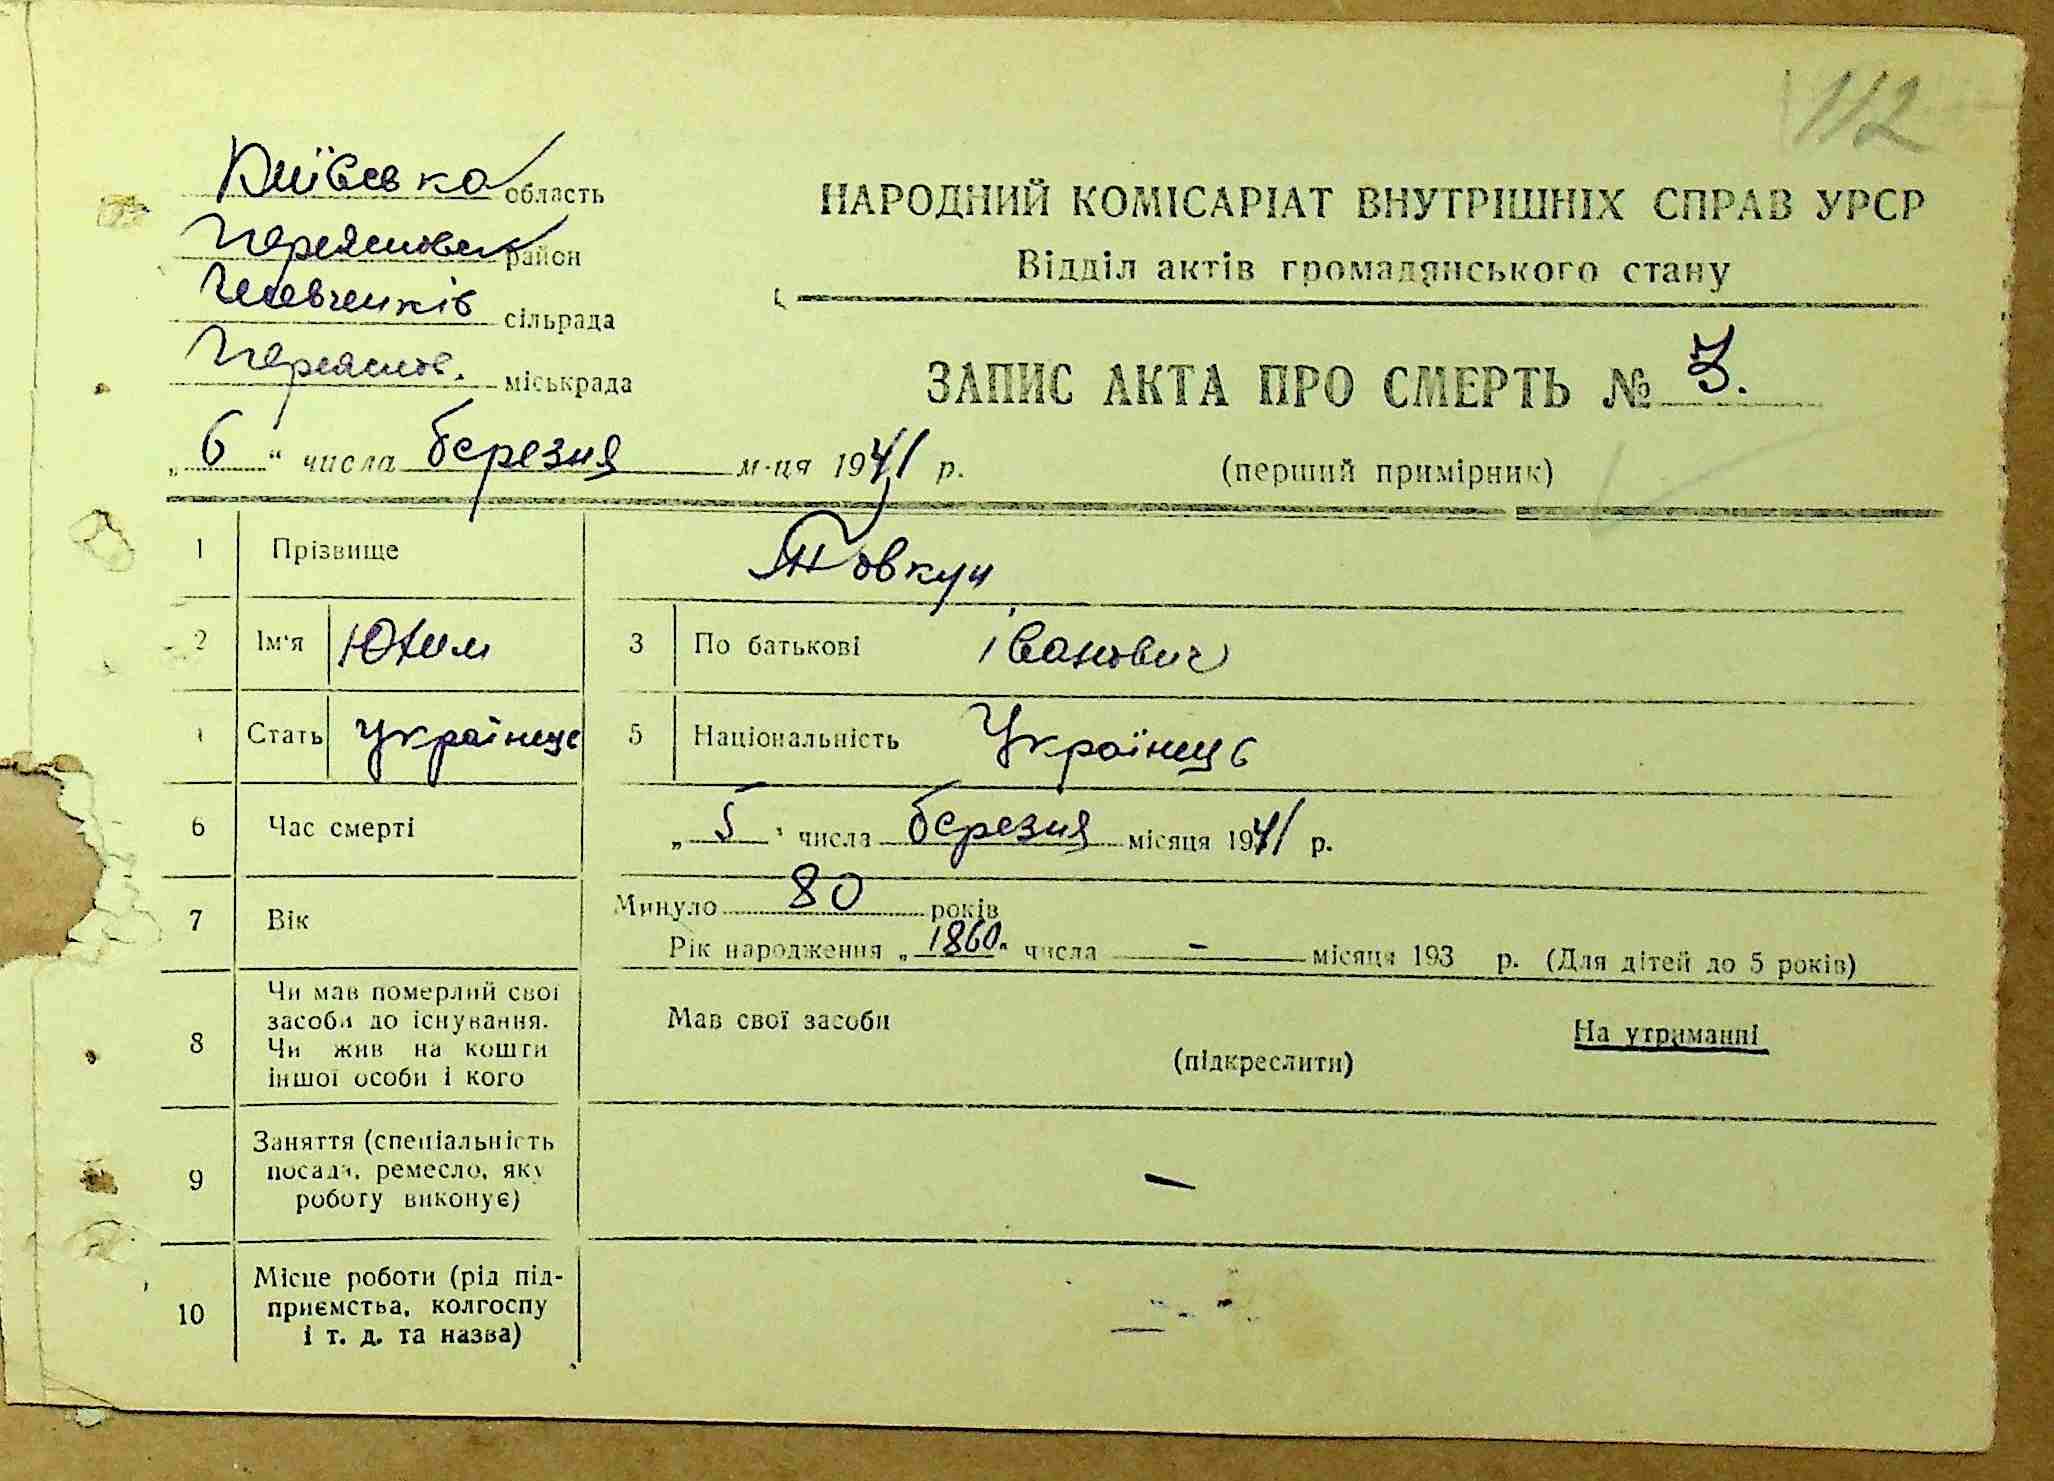 112
Київська область
Переяслов район
Шевченків сільрада
Переяслов. міськрада
НАРОДНИЙ КОМІСАРІАТ ВНУТРІШНІХ СПРАВ УРСР
Відділ актів громадянського стану
ЗАПИС АКТА ПРО СМЕРТЬ № 3.
„6“ числа березня м-ця 1941 р.
(перший примірник)
1 Прізвище Товкун
2 Ім'я Юхим 3 По батькові Іванович
Стать Українець 5 Національність Українець
6 Час смерті „5“ числа березня місяця 1941 р.
7 Вік Минуло 80 років
Рік народження „1860“ числа - місяця 193 р. (Для дітей до 5 років)
8 Чи мав померлий свої
засоби до існування.
Чи жив на кошти
іншої особи і кого
Мав свої засоби
(підкреслити)
На утриманні
9 Заняття (спеціальність
посада, ремесло, яку
роботу виконує)
—
10 Місце роботи (рід під-
приємства, колгоспу
і т. д. та назва)
—